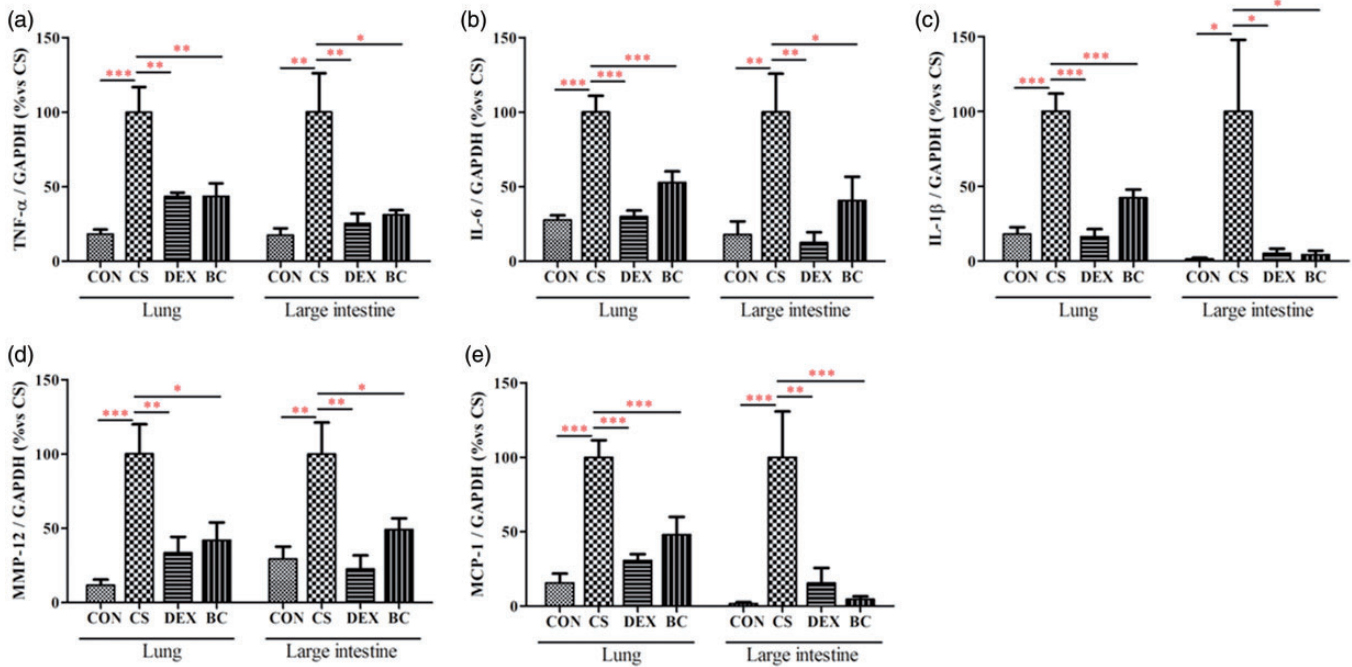 (a)
TNF-α / GAPDH (%vs CS)
150
100
50
0
*** ** **
** ** *
CON CS DEX BC CON CS DEX BC
Lung Large intestine
(b)
IL-6 / GAPDH (%vs CS)
150
100
50
0
*** *** ***
** ** *
CON CS DEX BC CON CS DEX BC
Lung Large intestine
(c)
IL-1β / GAPDH (%vs CS)
150
100
50
0
*** *** ***
* * *
CON CS DEX BC CON CS DEX BC
Lung Large intestine
(d)
MMP-12 / GAPDH (%vs CS)
150
100
50
0
*** ** *
** ** *
CON CS DEX BC CON CS DEX BC
Lung Large intestine
(e)
MCP-1 / GAPDH (%vs CS)
150
100
50
0
*** *** ***
*** ** ***
CON CS DEX BC CON CS DEX BC
Lung Large intestine